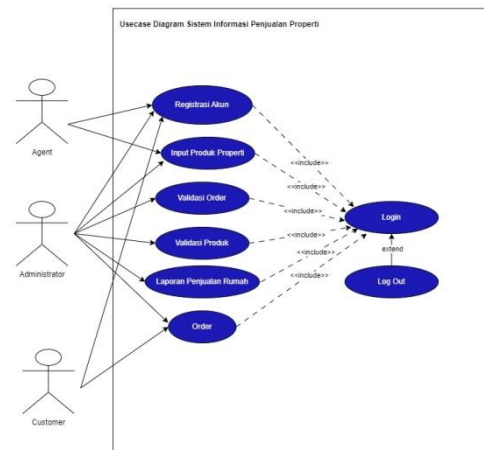 Usecase Diagram Sistem Informasi Penjualan Properti
Registrasi Akun
Agent
<<include>>
Input Produk Properti
<<include>>
Validasi Order
<<include>>
Login
Validasi Produk
<<include>>
Administrator
extend
<<include>>
Laporan Penjualan Rumah
Log Out
Order
Customer